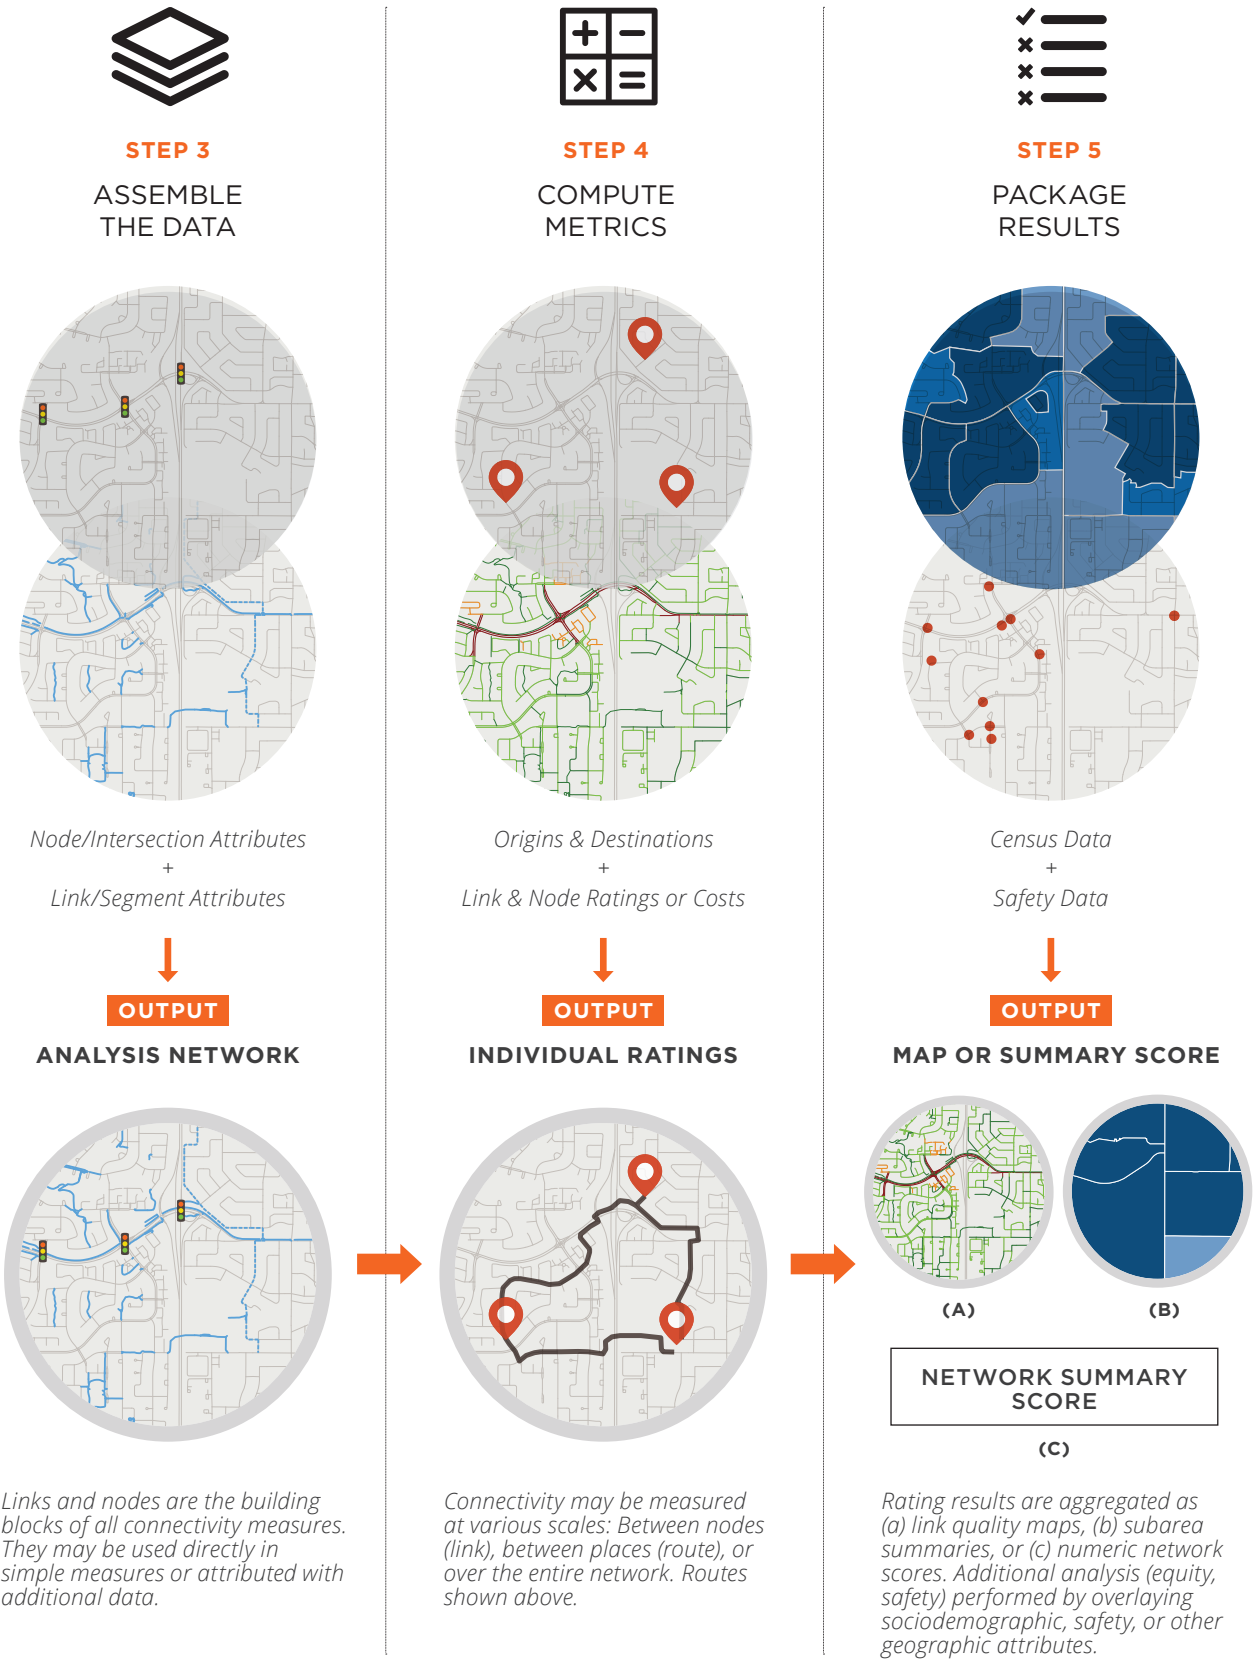 STEP 3
ASSEMBLE
THE DATA
Node/Intersection Attributes
+
Link/Segment Attributes
OUTPUT
ANALYSIS NETWORK
Links and nodes are the building
blocks of all connectivity measures.
They may be used directly in
simple measures or attributed with
additional data.
STEP 4
COMPUTE
METRICS
Origins & Destinations
+
Link & Node Ratings or Costs
OUTPUT
INDIVIDUAL RATINGS
Connectivity may be measured
at various scales: Between nodes
(link), between places (route), or
over the entire network. Routes
shown above.
STEP 5
PACKAGE
RESULTS
Census Data
+
Safety Data
OUTPUT
MAP OR SUMMARY SCORE
(A)
(B)
NETWORK SUMMARY
SCORE
(C)
Rating results are aggregated as
(a) link quality maps, (b) subarea
summaries, or (c) numeric network
scores. Additional analysis (equity,
safety) performed by overlaying
sociodemographic, safety, or other
geographic attributes.